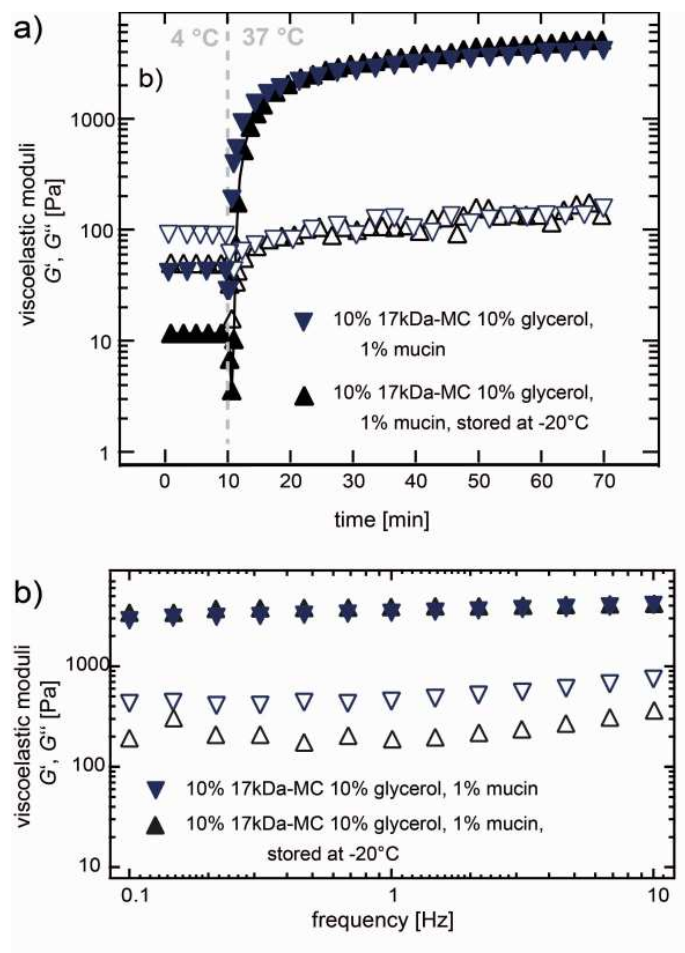 a)
4 °C 37 °C
b)
1000
100
10
1
viscoelastic moduli
G‘, G‘‘ [Pa]
10% 17kDa-MC 10% glycerol,
1% mucin
10% 17kDa-MC 10% glycerol,
1% mucin, stored at -20°C
0 10 20 30 40 50 60 70
time [min]
b)
1000
100
10
viscoelastic moduli
G‘, G‘‘ [Pa]
10% 17kDa-MC 10% glycerol, 1% mucin
10% 17kDa-MC 10% glycerol, 1% mucin,
stored at -20°C
0.1 1 10
frequency [Hz]